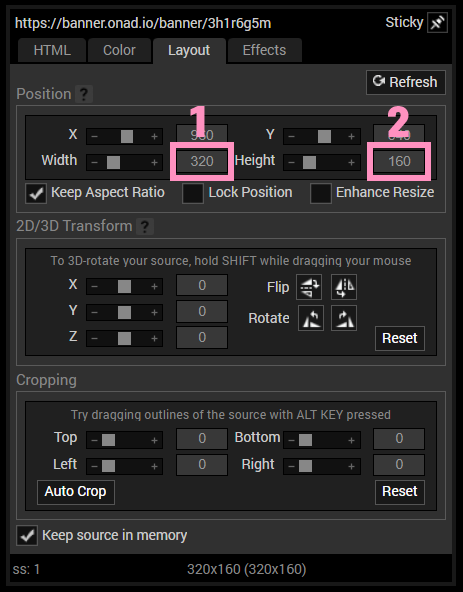 https://banner.onad.io/banner/3h1r6g5m Sticky
HTML Color Layout Effects
Refresh
Position ?
1 2
X - + Y - +
Width - + 320 Height - + 160
Keep Aspect Ratio Lock Position Enhance Resize
2D/3D Transform ?
To 3D-rotate your source, hold SHIFT while dragging your mouse
X - + 0 Flip
Y - + 0
Rotate
Z - + 0 Reset
Cropping
Try dragging outlines of the source with ALT KEY pressed
Top - + 0 Bottom - + 0
Left - + 0 Right - + 0
Auto Crop Reset
Keep source in memory
ss: 1 320x160 (320x160)